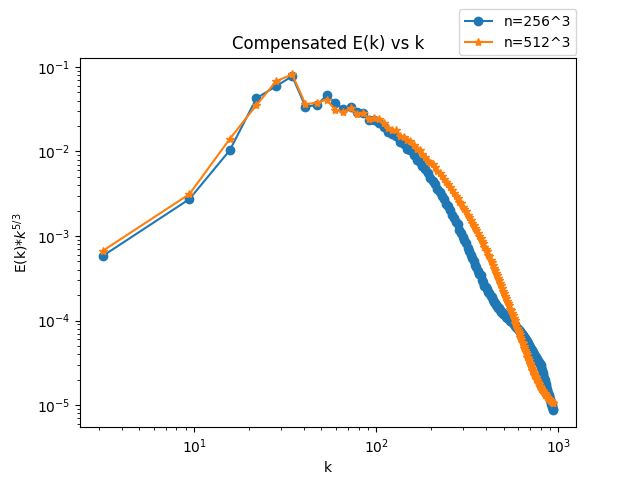 n=256^3
n=512^3
Compensated E(k) vs k
E(k)*k^{5/3}
10^{-1}
10^{-2}
10^{-3}
10^{-4}
10^{-5}
10^{1}
10^{2}
10^{3}
k